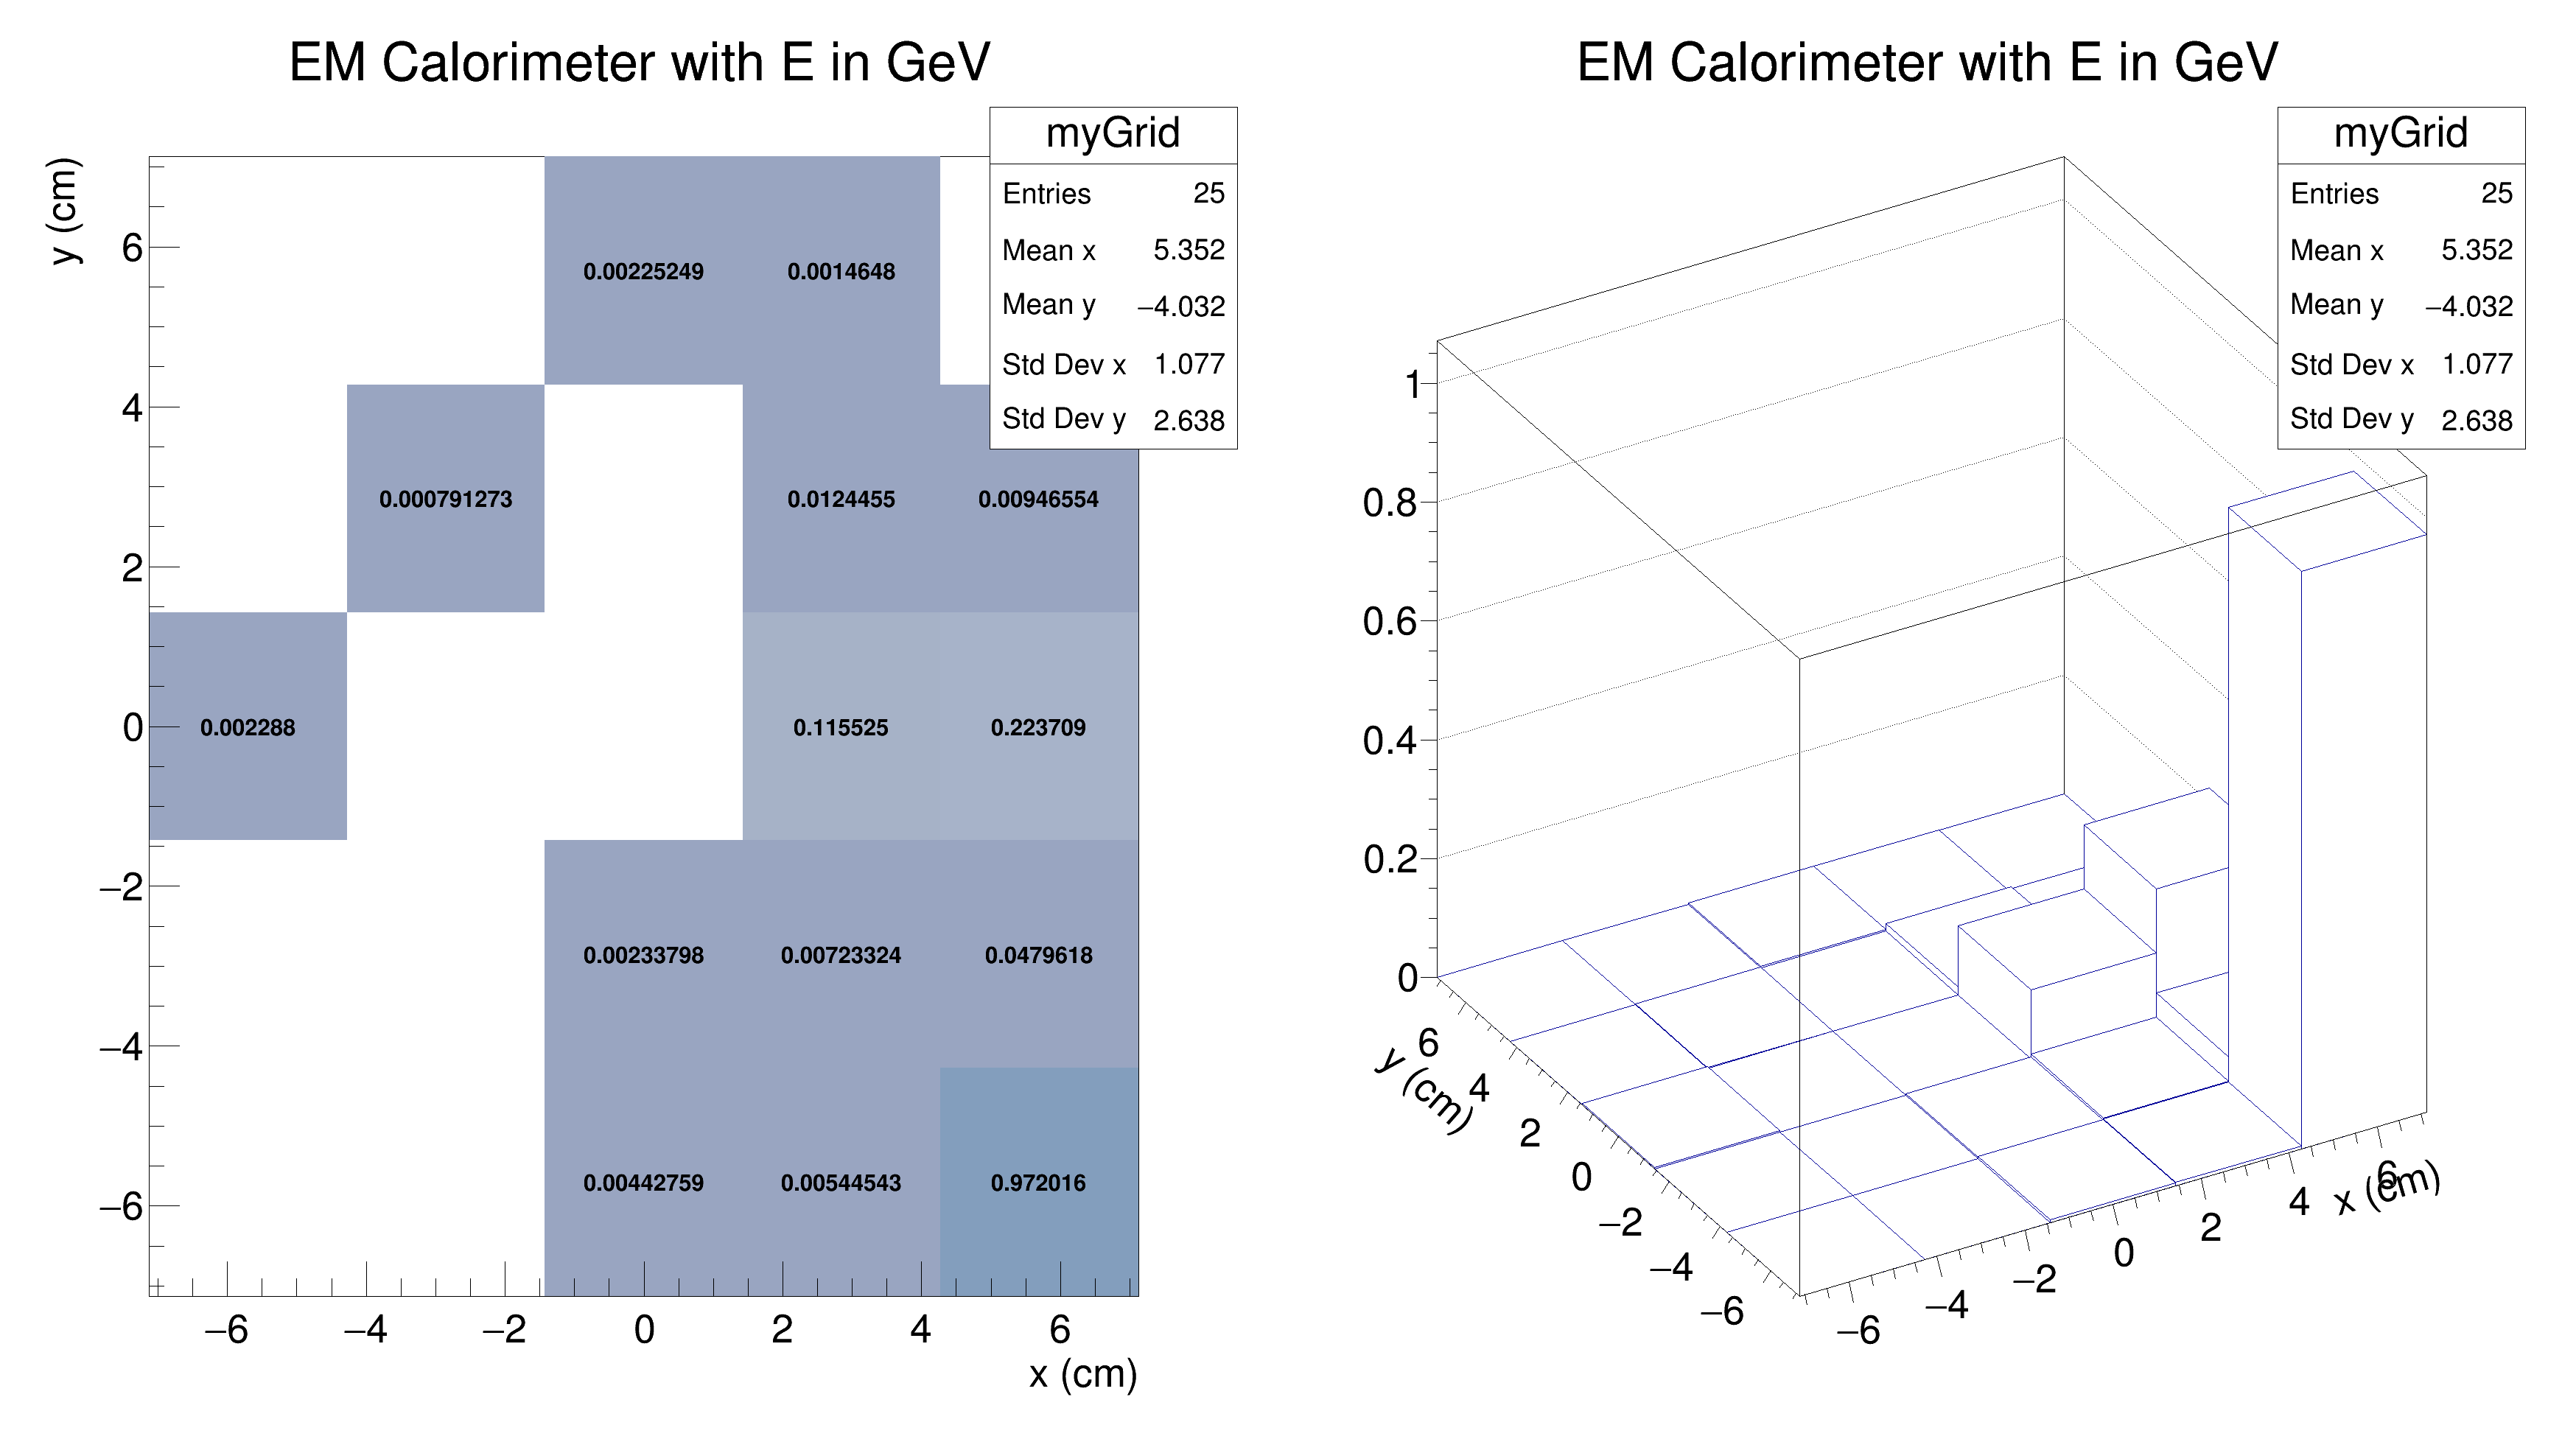 EM Calorimeter with E in GeV
myGrid
Entries 25
Mean x 5.352
Mean y −4.032
Std Dev x 1.077
Std Dev y 2.638
y (cm)
6
4
2
0
−2
−4
−6
0.00225249 0.0014648
0.000791273 0.0124455 0.00946554
0.002288 0.115525 0.223709
0.00233798 0.00723324 0.0479618
0.00442759 0.00544543 0.972016
−6 −4 −2 0 2 4 6
x (cm)
EM Calorimeter with E in GeV
myGrid
Entries 25
Mean x 5.352
Mean y −4.032
Std Dev x 1.077
Std Dev y 2.638
1
0.8
0.6
0.4
0.2
0
6
4
2
0
−2
−4
−6
y (cm)
−6
−4
−2
0
2
4
6
x (cm)